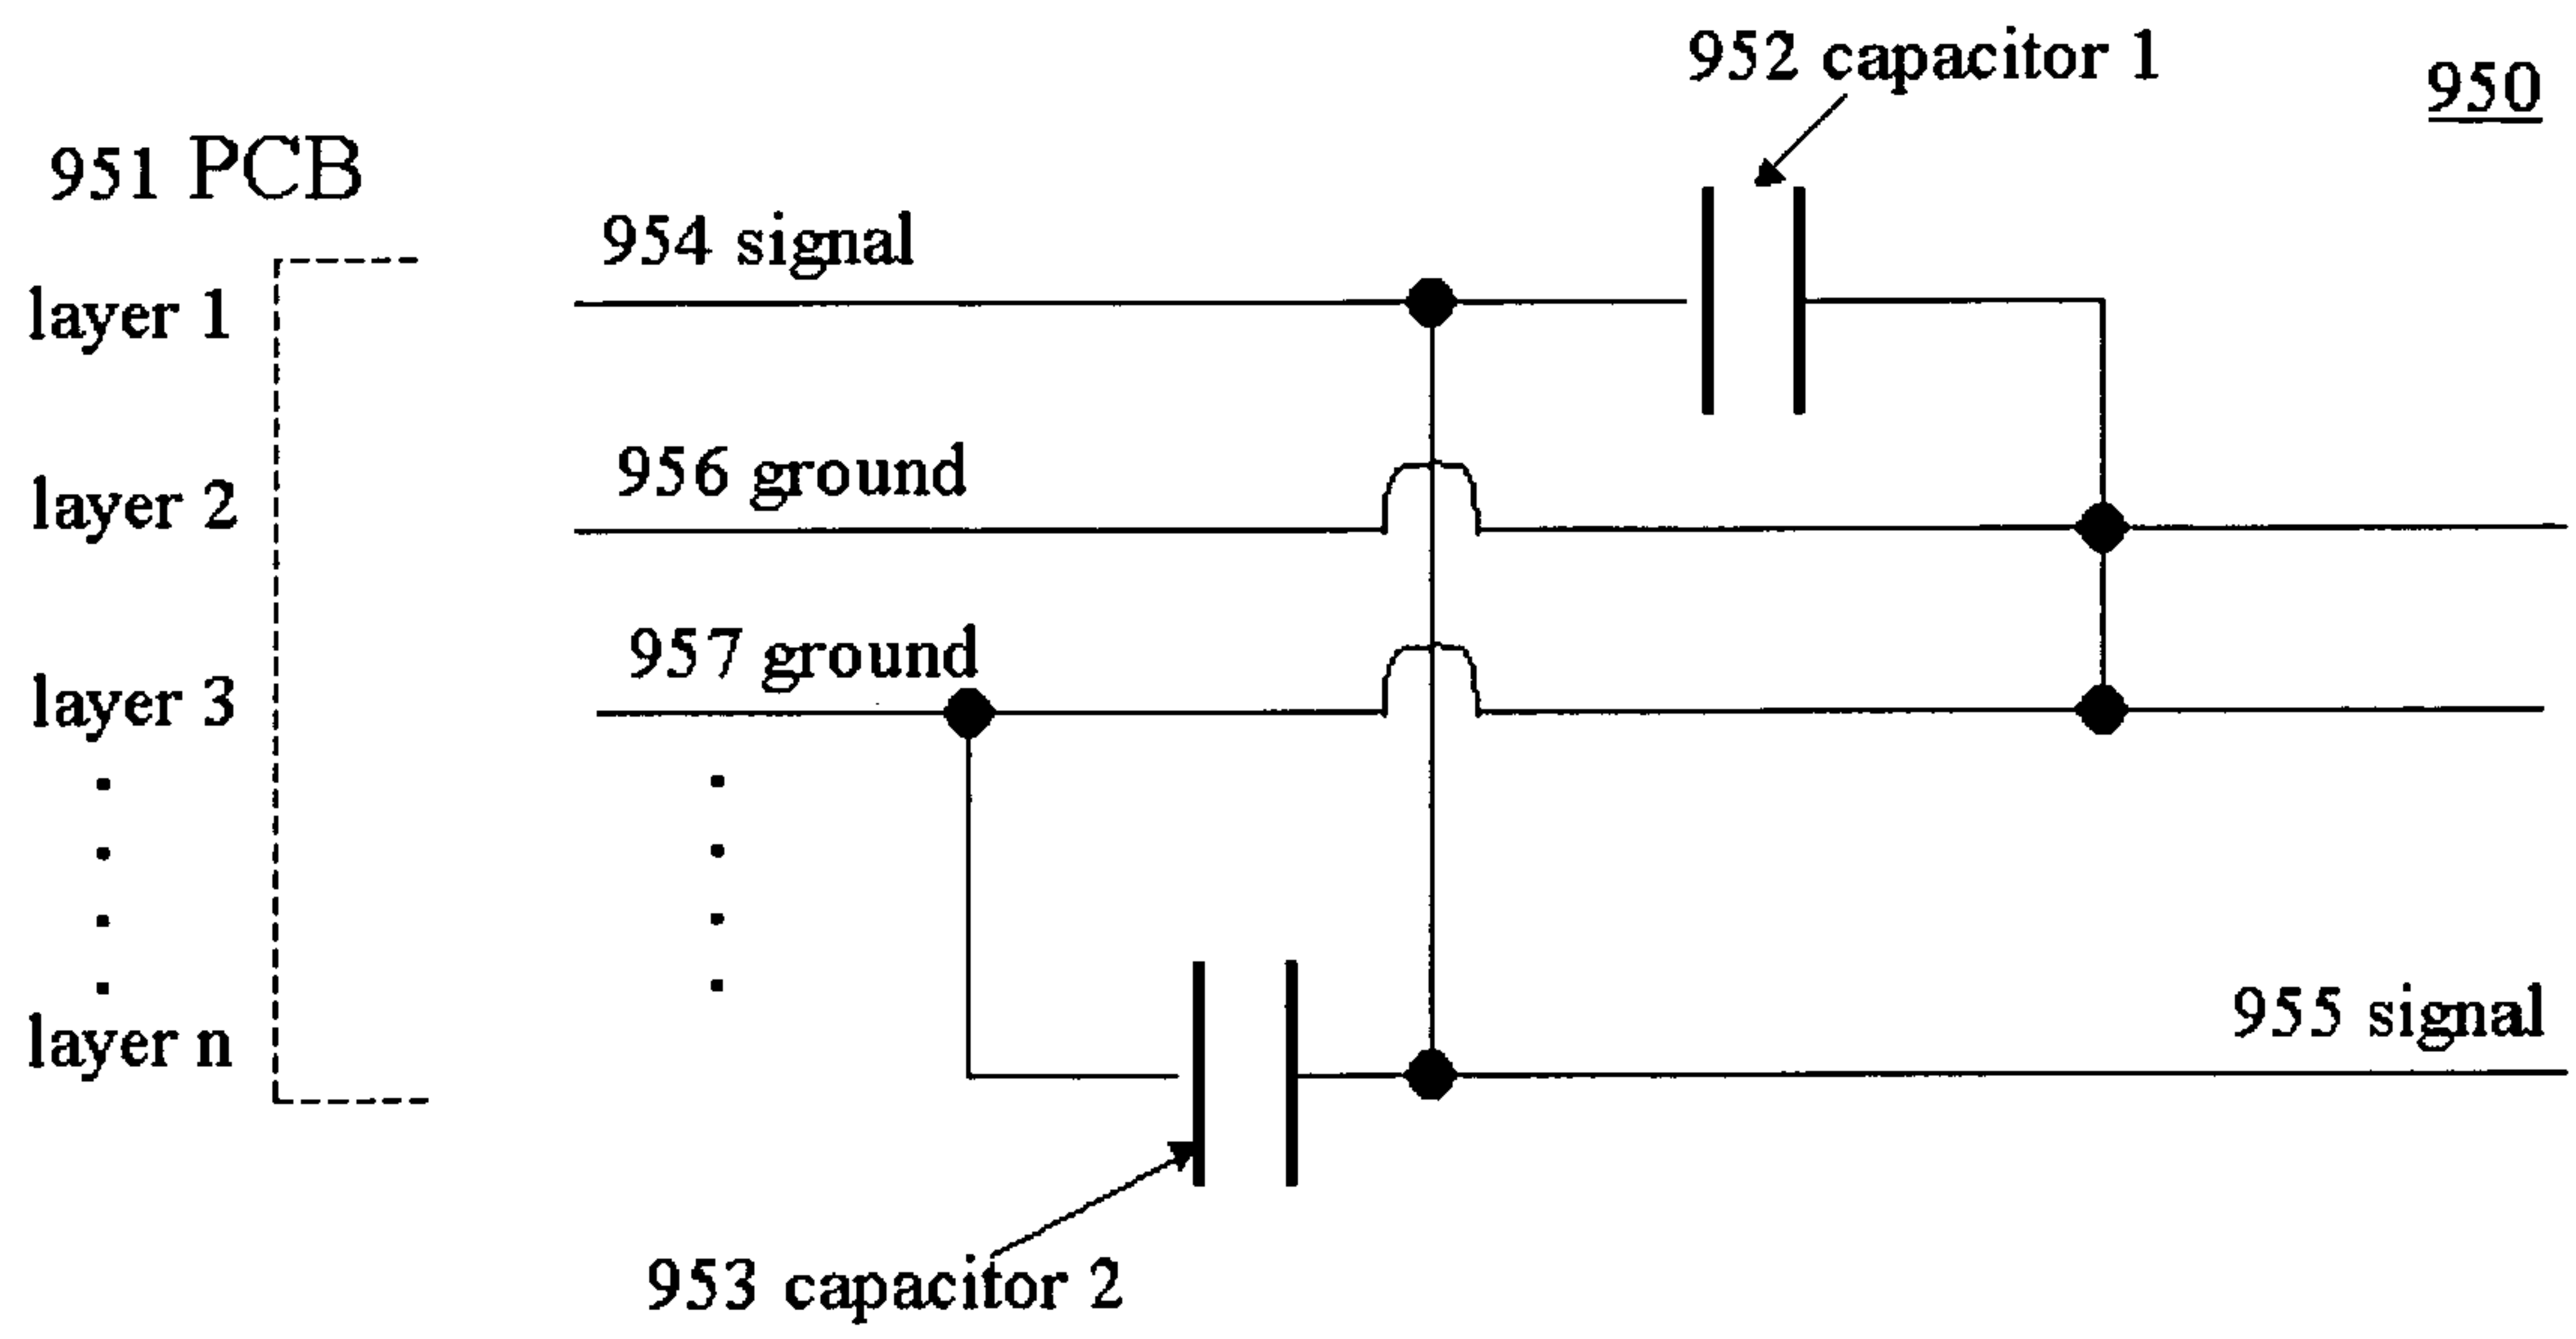 952 capacitor 1
950
951 PCB
954 signal
layer 1
956 ground
layer 2
957 ground
layer 3
955 signal
layer n
953 capacitor 2